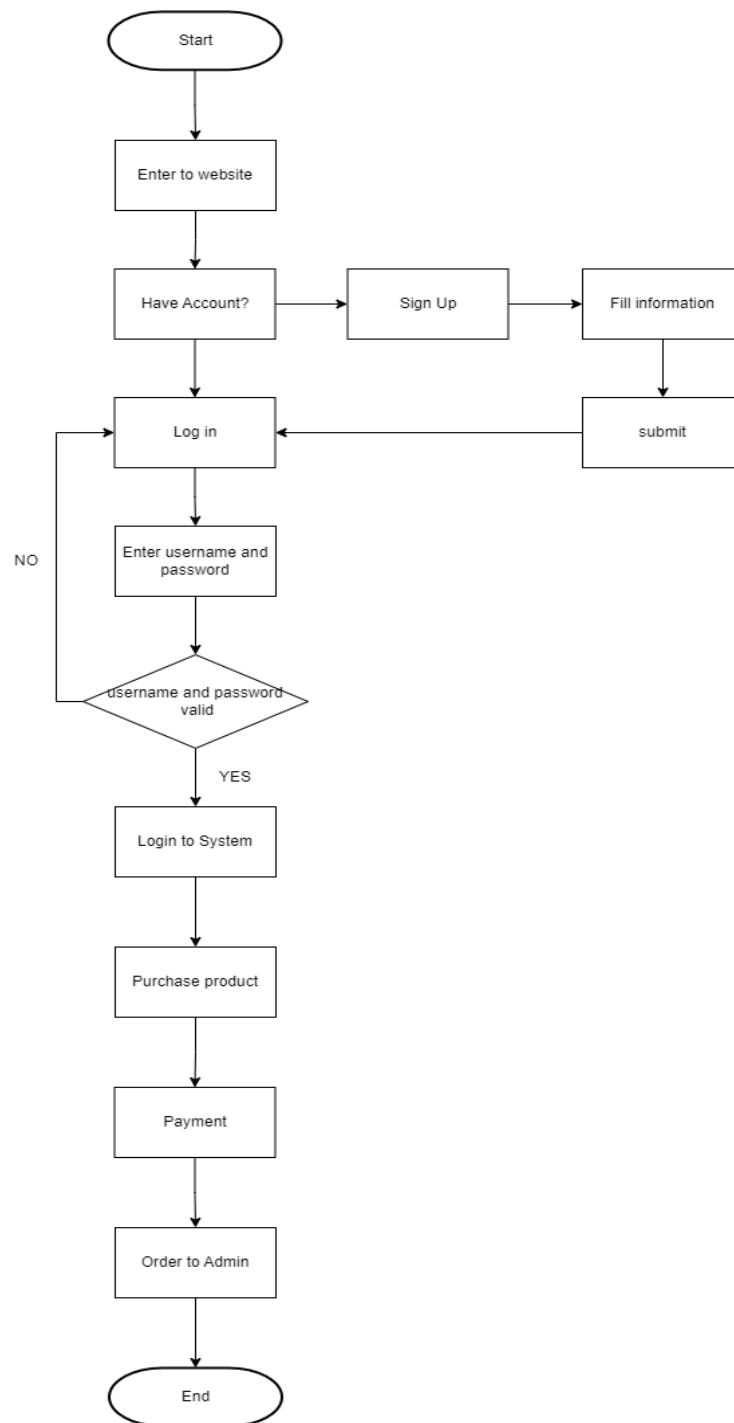 Start
Enter to website
Have Account?
Sign Up
Fill information
Log in
submit
Enter username and
password
NO
username and password
valid
YES
Login to System
Purchase product
Payment
Order to Admin
End